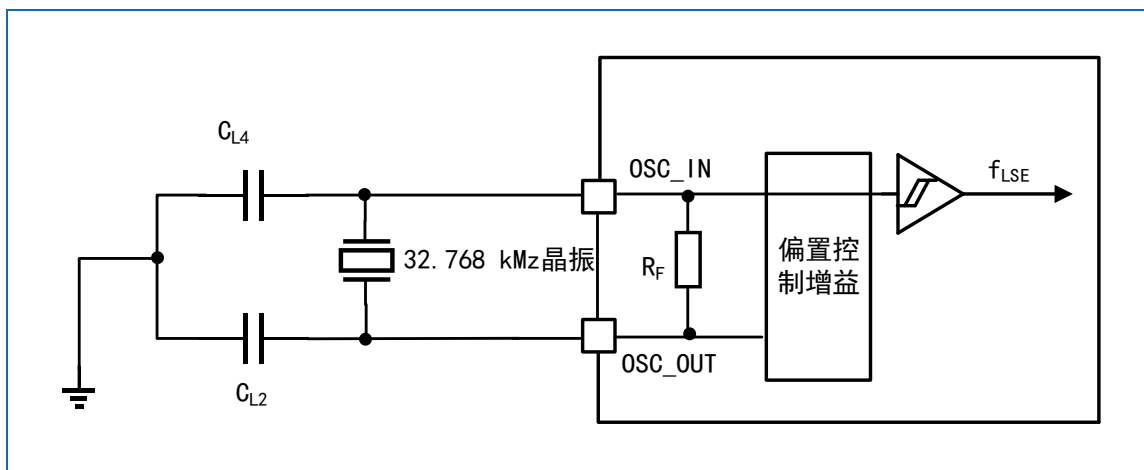 C_L4
OSC_IN
f_LSE
32.768 kMz晶振
R_F
偏置控
制增益
OSC_OUT
C_L2